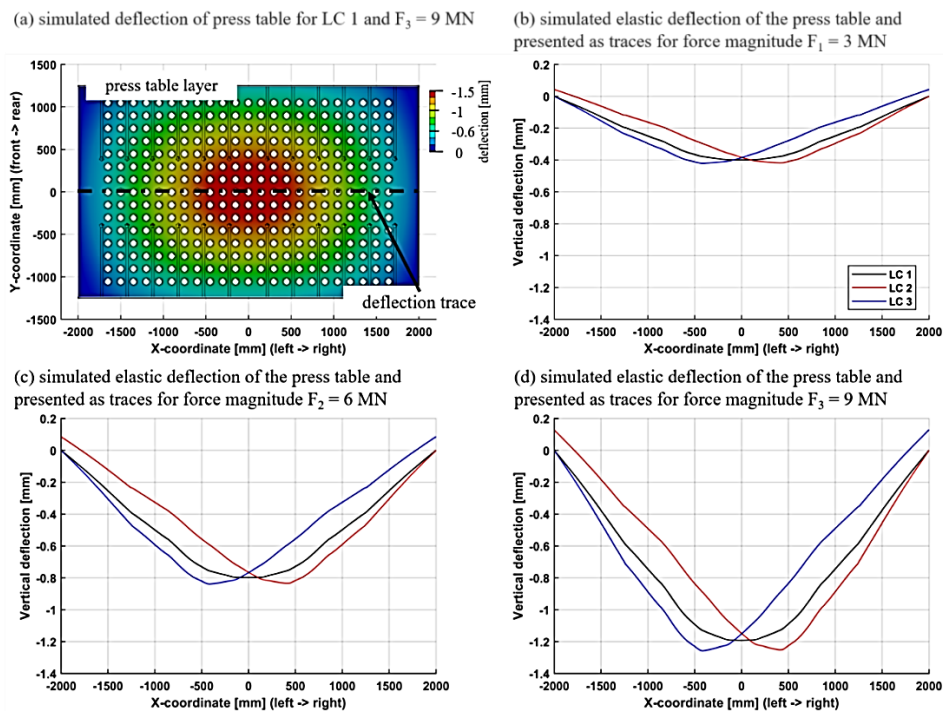 (a) simulated deflection of press table for LC 1 and F₃ = 9 MN
1500
1000
500
0
-500
-1000
-1500
Y-coordinate [mm] (front -> rear)
press table layer
-1.5
-1
-0.6
0
deflection [mm]
deflection trace
-2000 -1500 -1000 -500 0 500 1000 1500 2000
X-coordinate [mm] (left -> right)
(b) simulated elastic deflection of the press table and
presented as traces for force magnitude F₁ = 3 MN
0.2
0
-0.2
-0.4
-0.6
-0.8
-1
-1.2
-1.4
Vertical deflection [mm]
LC 1
LC 2
LC 3
-2000 -1500 -1000 -500 0 500 1000 1500 2000
X-coordinate [mm] (left -> right)
(c) simulated elastic deflection of the press table and
presented as traces for force magnitude F₂ = 6 MN
0.2
0
-0.2
-0.4
-0.6
-0.8
-1
-1.2
-1.4
Vertical deflection [mm]
-2000 -1500 -1000 -500 0 500 1000 1500 2000
X-coordinate [mm] (left -> right)
(d) simulated elastic deflection of the press table and
presented as traces for force magnitude F₃ = 9 MN
0.2
0
-0.2
-0.4
-0.6
-0.8
-1
-1.2
-1.4
Vertical deflection [mm]
-2000 -1500 -1000 -500 0 500 1000 1500 2000
X-coordinate [mm] (left -> right)